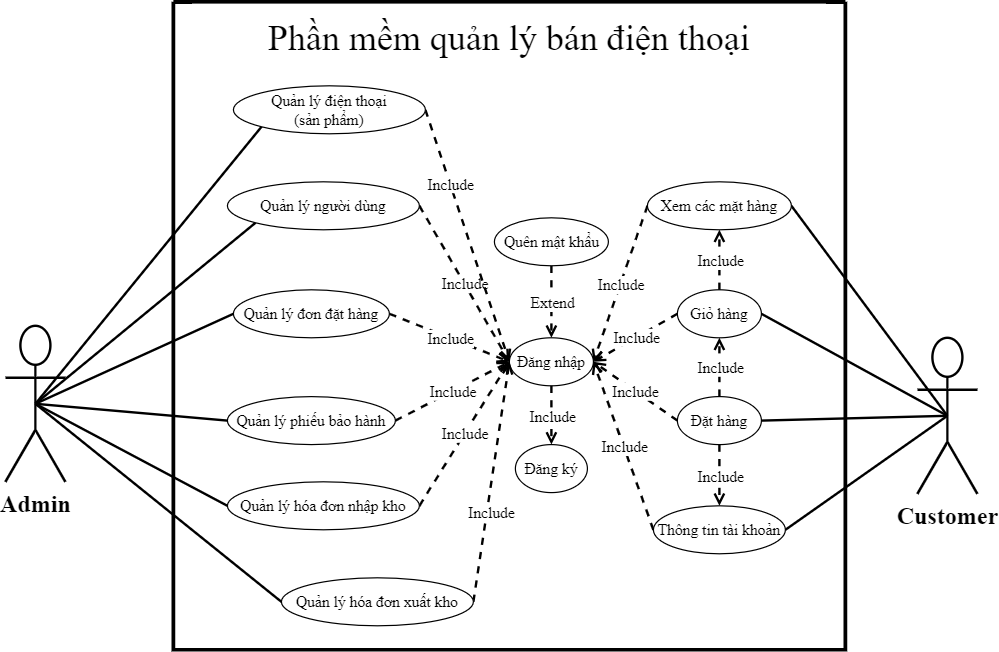 Phần mềm quản lý bán điện thoại
Quản lý điện thoại
(sản phẩm)
Include
Quản lý người dùng
Xem các mặt hàng
Quên mật khẩu
Include
Include
Include
Include
Extend
Quản lý đơn đặt hàng
Giỏ hàng
Include
Include
Đăng nhập
Include
Include
Include
Include
Quản lý phiếu bảo hành
Đặt hàng
Include
Include
Đăng ký
Include
Admin
Quản lý hóa đơn nhập kho
Include
Customer
Thông tin tài khoản
Quản lý hóa đơn xuất kho